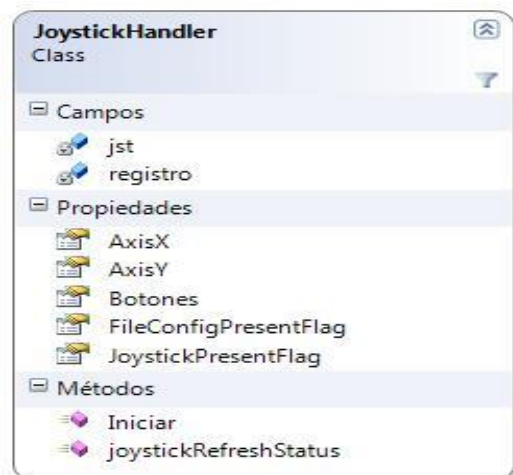 JoystickHandler
Class
Campos
jst
registro
Propiedades
AxisX
AxisY
Botones
FileConfigPresentFlag
JoystickPresentFlag
Métodos
Iniciar
joystickRefreshStatus